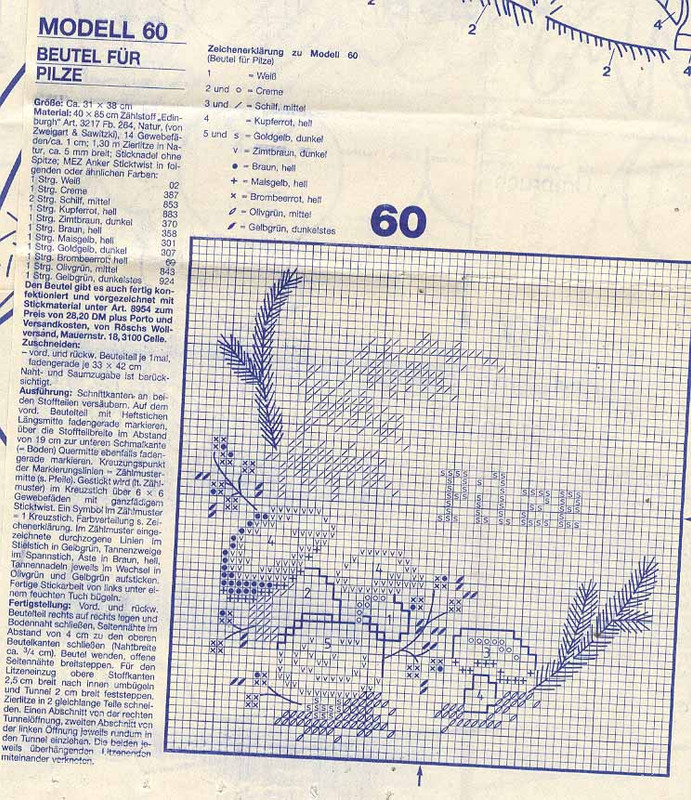 MODELL 60
BEUTEL FÜR
PILZE
Größe: Ca. 31 × 38 cm
Material: 40 × 85 cm Zählstoff „Edin-
burgh" Art. 3217 Fb. 264, Natur, (von
Zweigart & Sawitzki), 14 Gewebefä-
den/ca. 1 cm; 1,30 m Zierlitze in Na-
tur, ca. 5 mm breit; Sticknadel ohne
Spitze; MEZ Anker Sticktwist in fol-
genden oder ähnlichen Farben:
1 Strg. Weiß 02
1 Strg. Creme 387
2 Strg. Schilf, mittel 853
1 Strg. Kupferrot, hell 883
1 Strg. Zimtbraun, dunkel 370
1 Strg. Braun, hell 358
1 Strg. Maisgelb, hell 301
1 Strg. Goldgelb, dunkel 307
1 Strg. Brombeerrot, hell 69
1 Strg. Olivgrün, mittel 843
1 Strg. Gelbgrün, dunkelstes 924
Den Beutel gibt es auch fertig kon-
fektioniert und vorgezeichnet mit
Stickmaterial unter Art. 8954 zum
Preis von 28,20 DM plus Porto und
Versandkosten, von Röschs Woll-
versand, Mauernstr. 18, 3100 Celle.
Zuschneiden:
– vord. und rückw. Beutelteil je 1mal,
fadengerade je 33 × 42 cm
Naht- und Saumzugabe ist berück-
sichtigt.
Ausführung: Schnittkanten an bei-
den Stoffteilen versäubern. Auf dem
vord. Beutelteil mit Heftstichen
Längsmitte fadengerade markieren,
über die Stoffteilbreite im Abstand
von 19 cm zur unteren Schmalkante
(= Boden) Quermitte ebenfalls faden-
gerade markieren. Kreuzungspunkt
der Markierungslinien = Zählmuster-
mitte (s. Pfeile). Gestickt wird (lt. Zähl-
muster) im Kreuzstich über 6 × 6
Gewebefäden mit ganzfädigem
Sticktwist. Ein Symbol im Zählmuster
= 1 Kreuzstich. Farbverteilung s. Zei-
chenerklärung. Im Zählmuster einge-
zeichnete durchgezogene Linien im
Stielstich in Gelbgrün, Tannenzweige
im Spannstich, Äste in Braun, hell,
Tannennadeln jeweils im Wechsel in
Olivgrün und Gelbgrün aufsticken.
Fertige Stickarbeit von links unter ei-
nem feuchten Tuch bügeln.
Fertigstellung: Vord. und rückw.
Beutelteil rechts auf rechts legen und
Bodennaht schließen, Seitennähte im
Abstand von 4 cm zu den oberen
Beutelkanten schließen (Nahtbreite
ca. ¾ cm). Beutel wenden, offene
Seitennähte breitsteppen. Für den
Litzeneinzug obere Stoffkanten
2,5 cm breit nach innen umbügeln
und Tunnel 2 cm breit feststeppen.
Zierlitze in 2 gleichlange Teile schnei-
den. Einen Abschnitt von der rechten
Tunnelöffnung, zweiten Abschnitt von
der linken Öffnung jeweils rundum in
den Tunnel einziehen. Die beiden je-
weils überhängenden Litzenenden
miteinander verknoten.
Zeichenerklärung zu Modell 60
(Beutel für Pilze)
1 = Weiß
2 und o = Creme
3 und / = Schilf, mittel
4 = Kupferrot, hell
5 und s = Goldgelb, dunkel
v = Zimtbraun, dunkel
● = Braun, hell
+ = Maisgelb, hell
× = Brombeerrot, hell
= Olivgrün, mittel
= Gelbgrün, dunkelstes
60
2
2
4
4
4
4
2
1
5
3
4